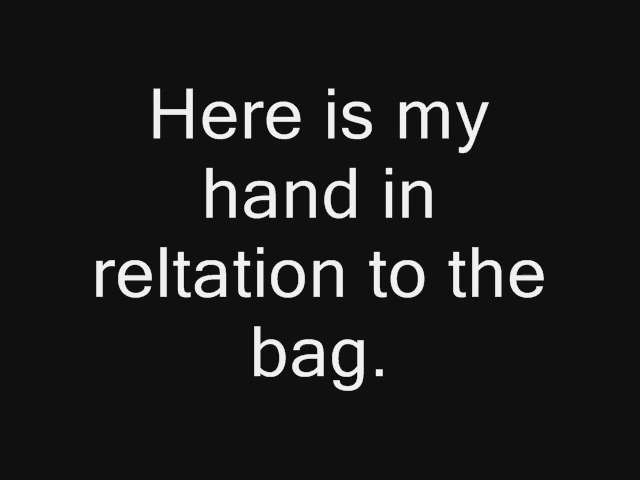 Here is my
hand in
reltation to the
bag.